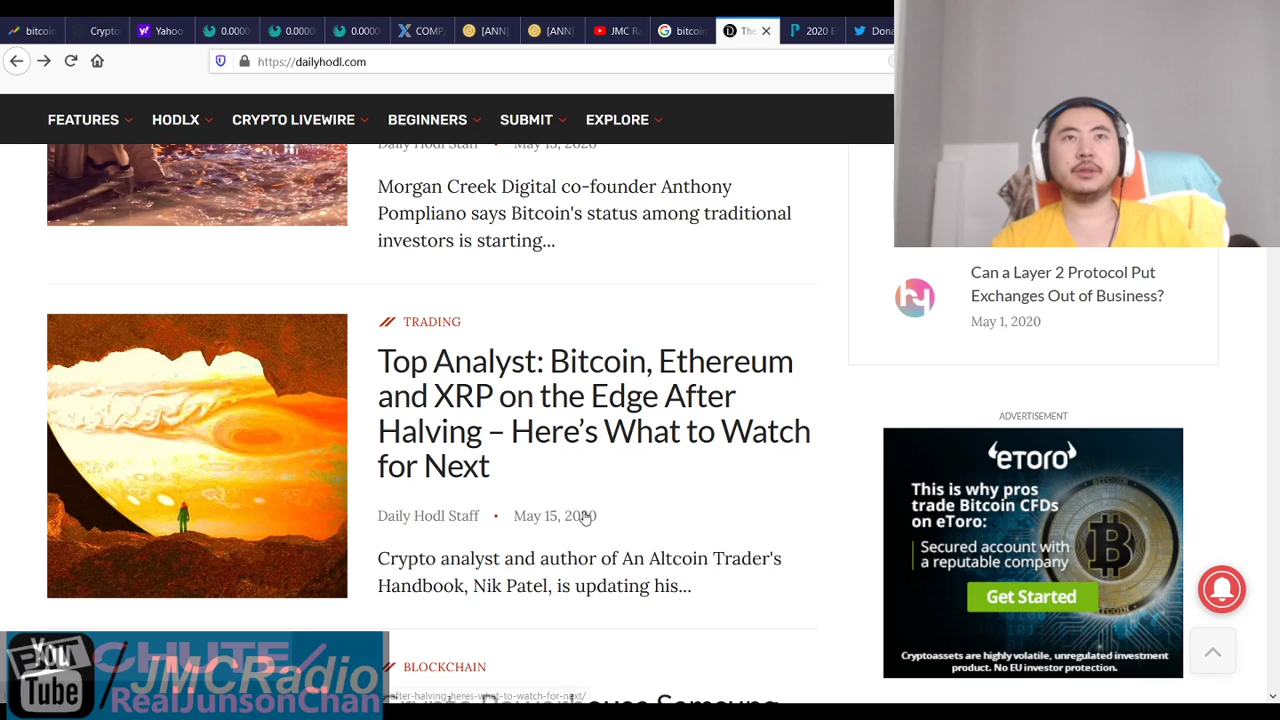 bitcoin
Crypto
Yahoo
0.0000
0.0000
0.0000
COMP
[ANN]
[ANN]
JMC R
bitcoin
The
2020 E
Dona
https://dailyhodl.com
FEATURES
HODLX
CRYPTO LIVEWIRE
BEGINNERS
SUBMIT
EXPLORE
Daily Hodl Staff • May 15, 2020
Morgan Creek Digital co-founder Anthony
Pompliano says Bitcoin's status among traditional
investors is starting...
TRADING
Top Analyst: Bitcoin, Ethereum
and XRP on the Edge After
Halving – Here's What to Watch
for Next
Daily Hodl Staff • May 15, 2020
Crypto analyst and author of An Altcoin Trader's
Handbook, Nik Patel, is updating his...
BLOCKCHAIN
Samsung
after-halving-heres-what-to-watch-for-next/
hy
Can a Layer 2 Protocol Put
Exchanges Out of Business?
May 1, 2020
ADVERTISEMENT
eToro
This is why pros
trade Bitcoin CFDs
on eToro:
Secured account with
a reputable company
Get Started
Cryptoassets are highly volatile, unregulated investment
product. No EU investor protection.
You
Tube
/JMCRadio
RealJunsonChan